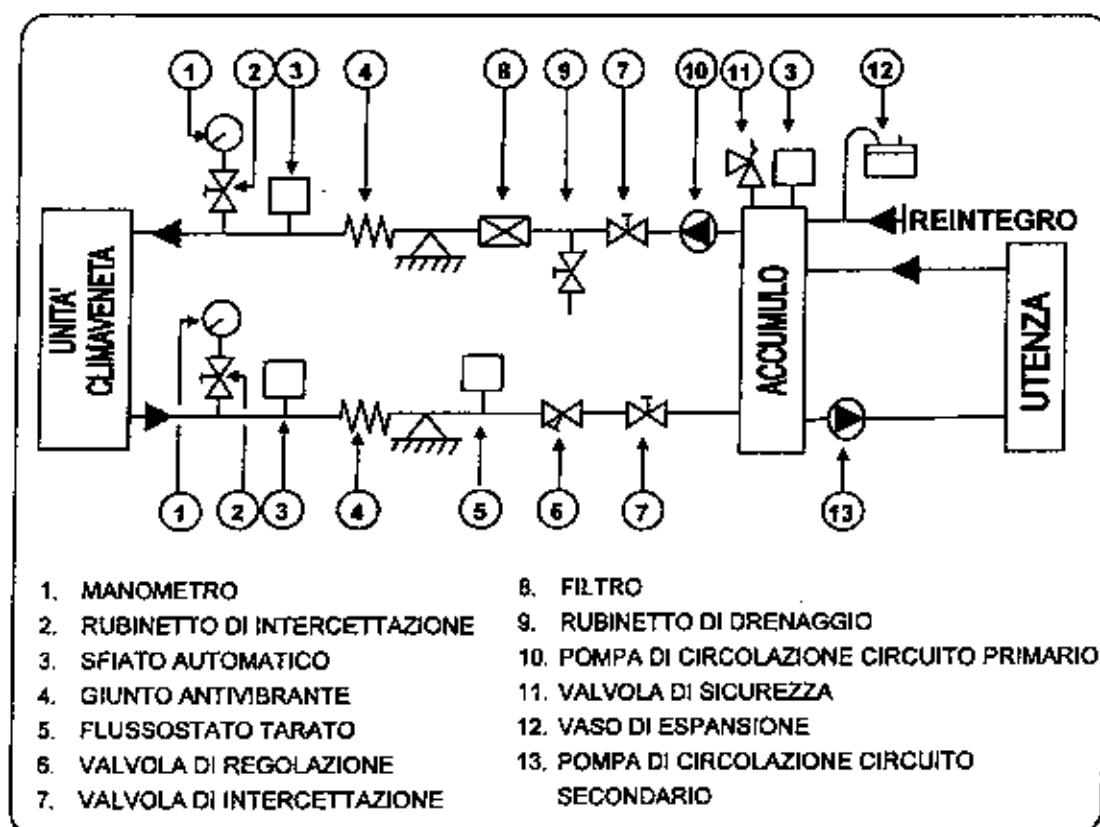 1 2 3 4 8 9 7 10 11 3 12
REINTEGRO
UNITA'
CLIMAVENETA
ACCUMULO
UTENZA
1 2 3 4 5 6 7 13
1. MANOMETRO
2. RUBINETTO DI INTERCETTAZIONE
3. SFIATO AUTOMATICO
4. GIUNTO ANTIVIBRANTE
5. FLUSSOSTATO TARATO
6. VALVOLA DI REGOLAZIONE
7. VALVOLA DI INTERCETTAZIONE
8. FILTRO
9. RUBINETTO DI DRENAGGIO
10. POMPA DI CIRCOLAZIONE CIRCUITO PRIMARIO
11. VALVOLA DI SICUREZZA
12. VASO DI ESPANSIONE
13. POMPA DI CIRCOLAZIONE CIRCUITO
SECONDARIO